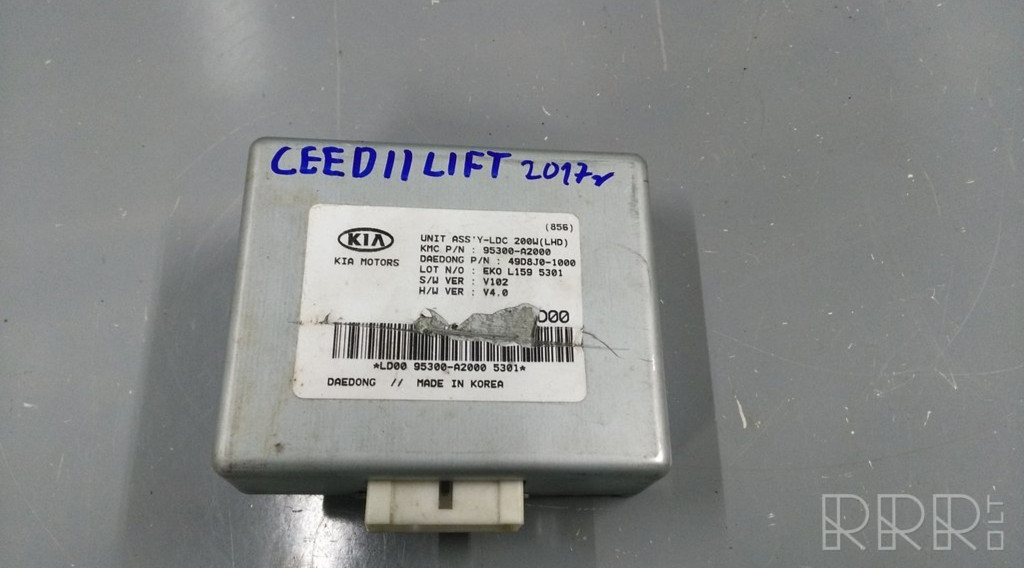 CEED II LIFT 2017r
(856)
KIA
KIA MOTORS
UNIT ASS'Y-LDC 200W(LHD)
KMC P/N : 95300-A2000
DAEDONG P/N : 49D8J0-1000
LOT N/O : EKO L159 5301
S/W VER : V102
H/W VER : V4.0
D00
*LD00 95300-A2000 5301*
DAEDONG // MADE IN KOREA
RRR.LT